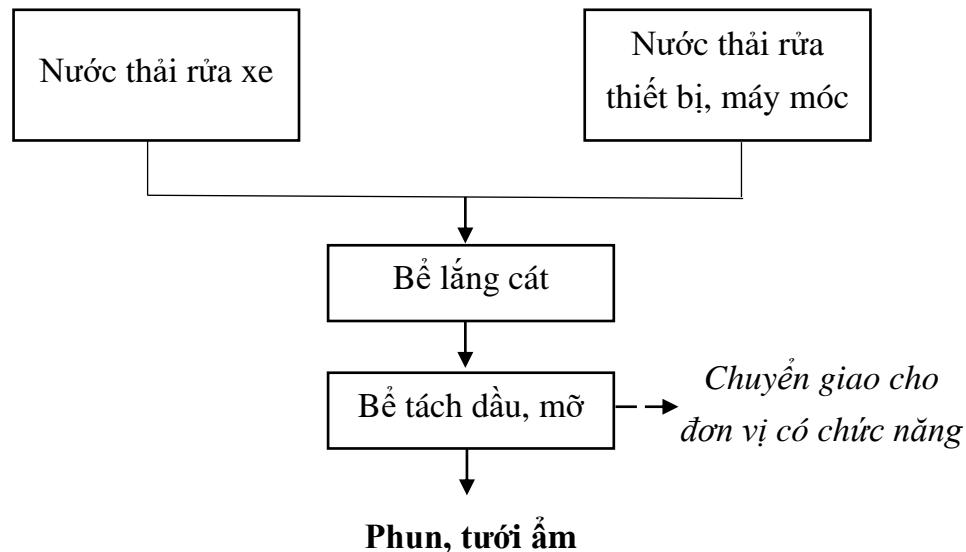 Nước thải rửa xe
Nước thải rửa
thiết bị, máy móc
Bể lắng cát
Bể tách dầu, mỡ
Chuyển giao cho
đơn vị có chức năng
Phun, tưới ẩm